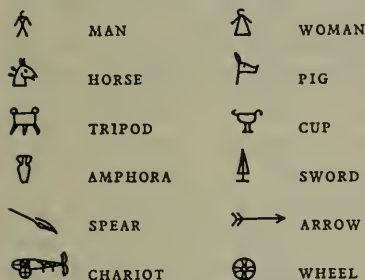 MAN WOMAN
HORSE PIG
TRIPOD CUP
AMPHORA SWORD
SPEAR ARROW
CHARIOT WHEEL